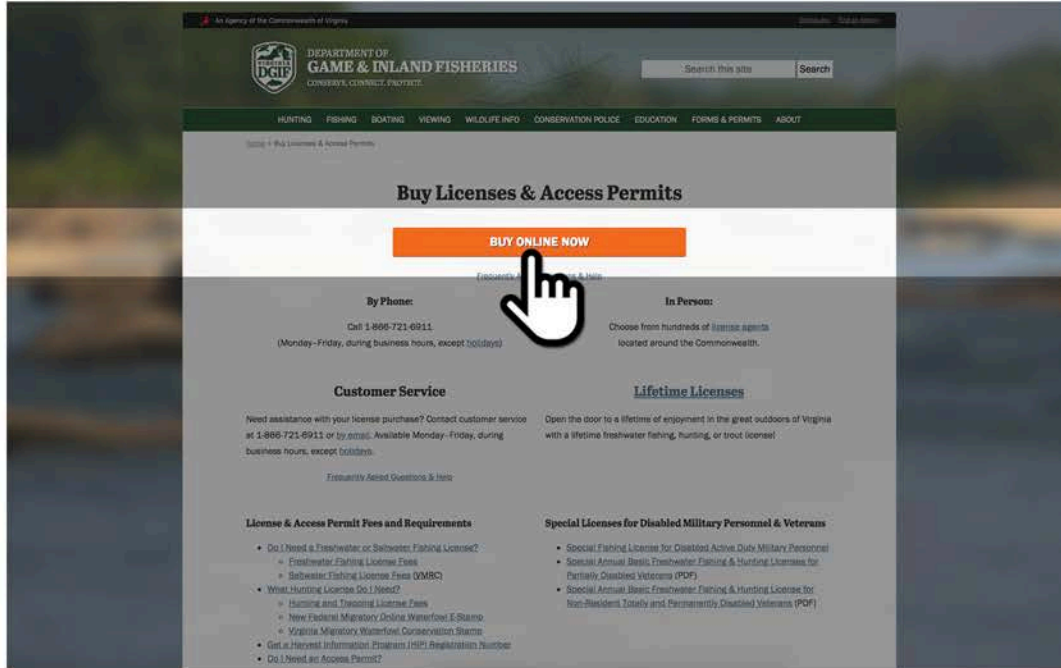 An Agency of the Commonwealth of Virginia
VIRGINIA
DGIF
DEPARTMENT OF
GAME & INLAND FISHERIES
CONSERVE. CONNECT. PROTECT.
Search this site
Search
HUNTING FISHING BOATING VIEWING WILDLIFE INFO CONSERVATION POLICE EDUCATION FORMS & PERMITS ABOUT
Home » Buy Licenses & Access Permits
Buy Licenses & Access Permits
BUY ONLINE NOW
Frequently & Help
By Phone:
Call 1-866-721-6911.
(Monday–Friday, during business hours, except holidays)
In Person:
Choose from hundreds of license agents
located around the Commonwealth.
Customer Service
Need assistance with your license purchase? Contact customer service
at 1-866-721-6911 or by email. Available Monday–Friday, during
business hours, except holidays.
Frequently Asked Questions & Help
Lifetime Licenses
Open the door to a lifetime of enjoyment in the great outdoors of Virginia
with a lifetime freshwater fishing, hunting, or trout license!
License & Access Permit Fees and Requirements
Do I Need a Freshwater or Saltwater Fishing License?
Freshwater Fishing License Fees
Saltwater Fishing License Fees (VMRC)
What Hunting License Do I Need?
Hunting and Trapping License Fees
New Federal Migratory Online Waterfowl E-Stamp
Virginia Migratory Waterfowl Conservation Stamp
Get a Harvest Information Program (HIP) Registration Number
Do I Need an Access Permit?
Special Licenses for Disabled Military Personnel & Veterans
Special Fishing License for Disabled Active Duty Military Personnel
Special Annual Basic Freshwater Fishing & Hunting Licenses for
Partially Disabled Veterans (PDF)
Special Annual Basic Freshwater Fishing & Hunting License for
Non-Resident Totally and Permanently Disabled Veterans (PDF)